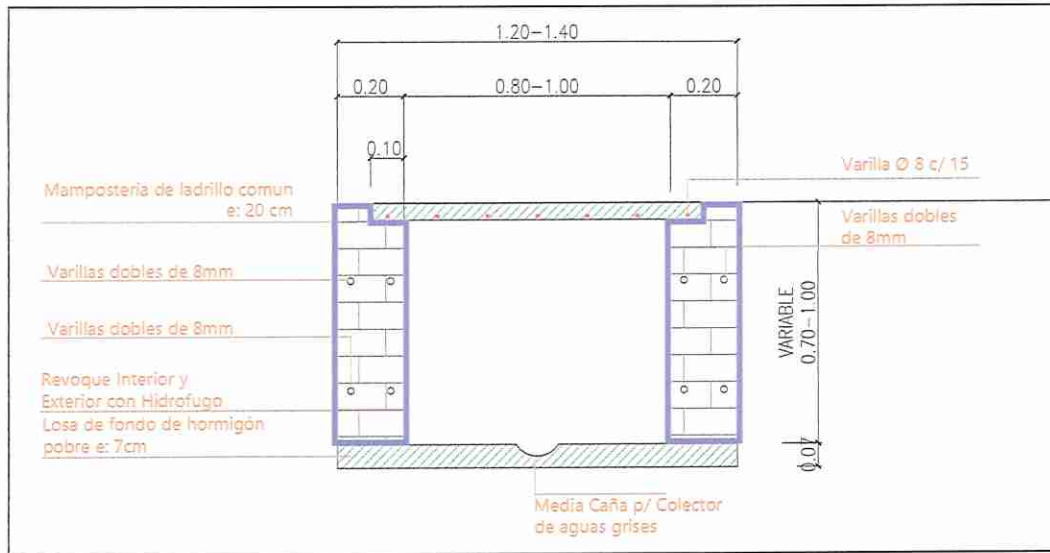 1.20-1.40
0.20
0.80-1.00
0.20
0.10
Varilla Ø 8 c/ 15
Mamposteria de ladrillo comun
e: 20 cm
Varillas dobles
de 8mm
Varillas dobles de 8mm
VARIABLE
0.70-1.00
Varillas dobles de 8mm
Revoque Interior y
Exterior con Hidrofugo
Losa de fondo de hormigón
pobre e: 7cm
0.07
Media Caña p/ Colector
de aguas grises